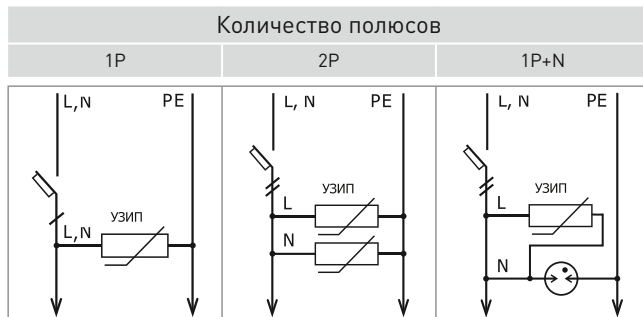 Количество полюсов
1P 2P 1P+N
L,N PE L, N PE L, N PE
УЗИП УЗИП
L L
УЗИП
L,N N N